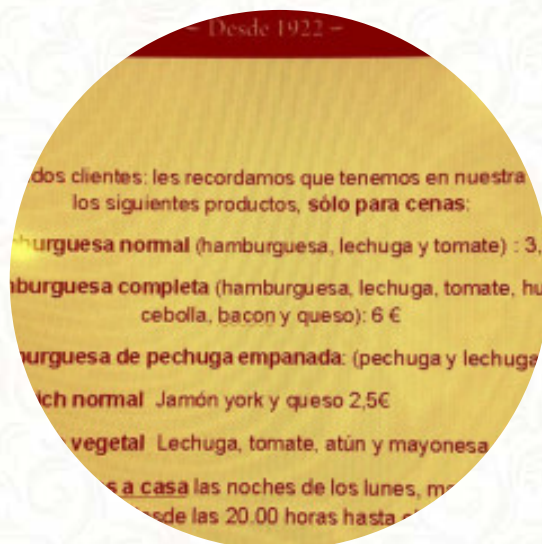 ~ Desde 1922 ~
dos clientes: les recordamos que tenemos en nuestra
los siguientes productos, sólo para cenas:
burguesa normal (hamburguesa, lechuga y tomate) : 3,
burguesa completa (hamburguesa, lechuga, tomate, hu
cebolla, bacon y queso): 6 €
burguesa de pechuga empanada: (pechuga y lechuga
ich normal Jamón york y queso 2,5€
vegetal Lechuga, tomate, atún y mayonesa
s a casa las noches de los lunes, ma
sde las 20.00 horas hasta